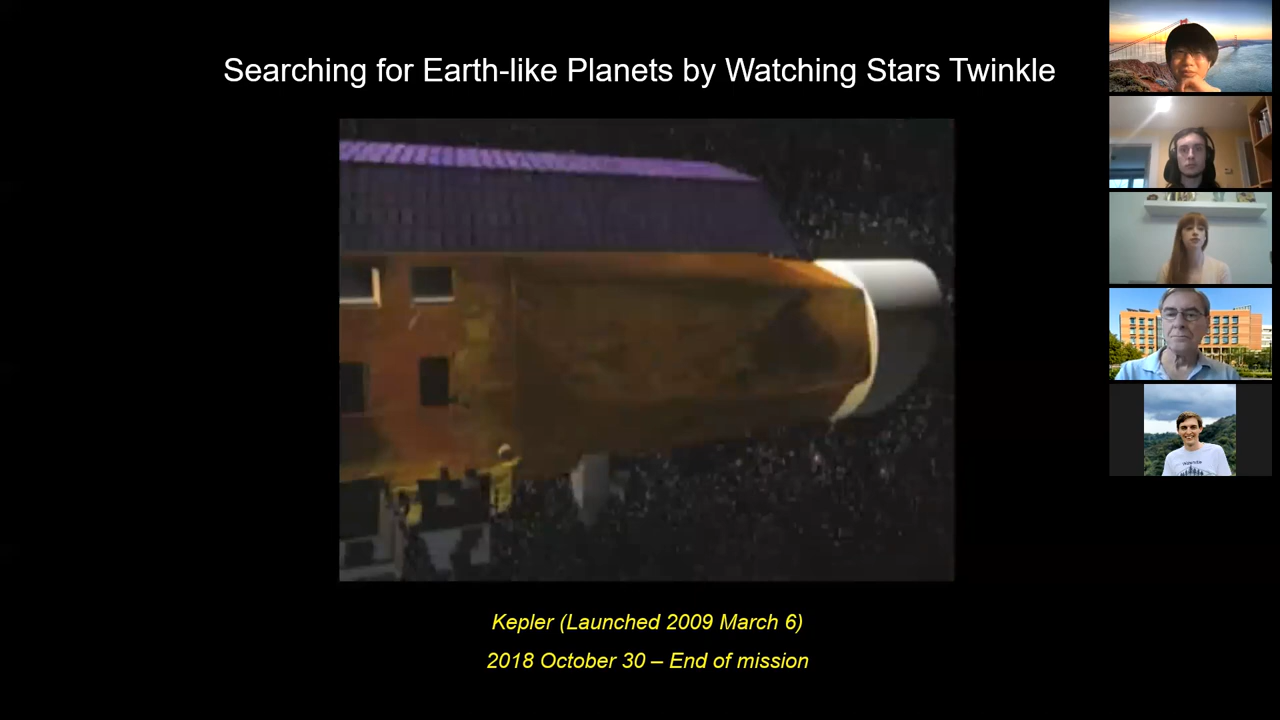 Searching for Earth-like Planets by Watching Stars Twinkle
Kepler (Launched 2009 March 6)
2018 October 30 – End of mission